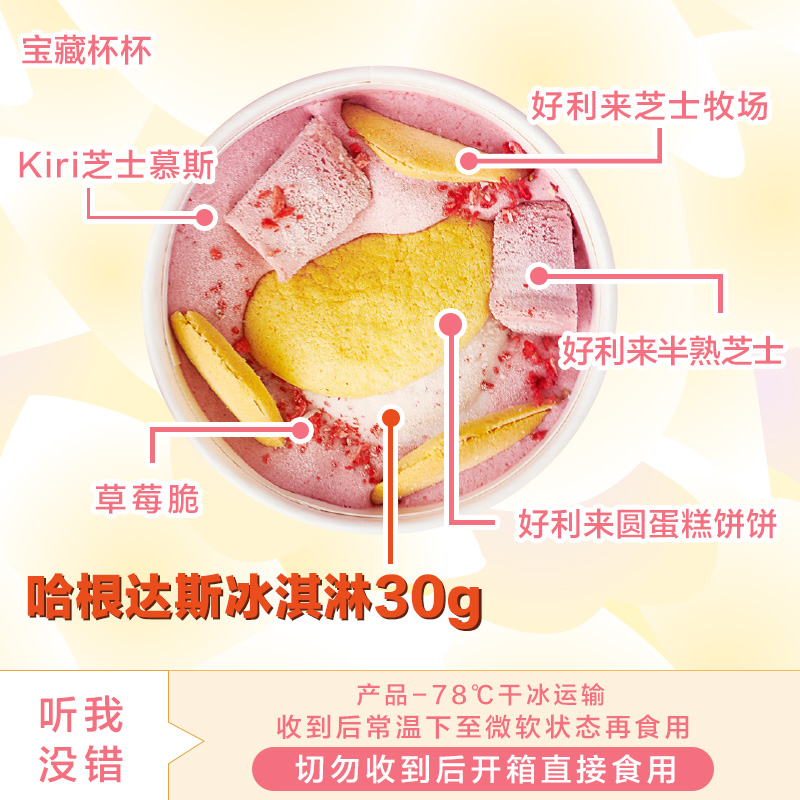 宝藏杯杯
好利来芝士牧场
Kiri芝士慕斯
好利来半熟芝士
草莓脆
好利来圆蛋糕饼饼
哈根达斯冰淇淋30g
听我
没错
产品-78℃干冰运输
收到后常温下至微软状态再食用
切勿收到后开箱直接食用